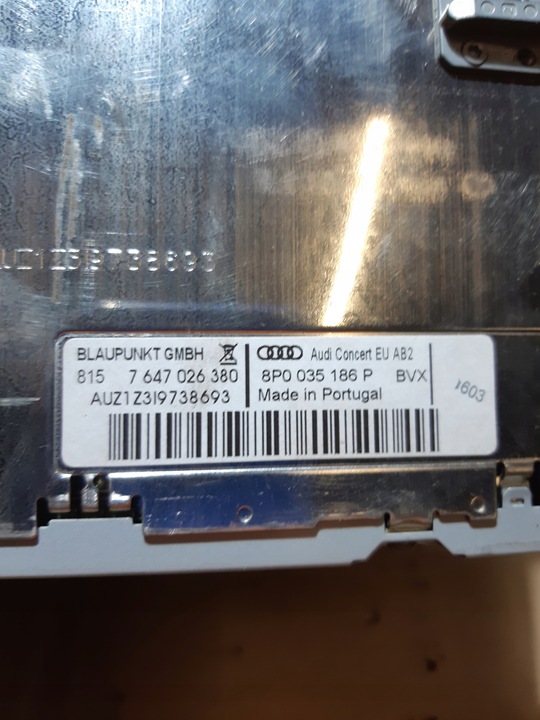 AUZ1Z3I9738693
BLAUPUNKT GMBH
815 7 647 026 380
AUZ1Z3I9738693
Audi Concert EU AB2
8P0 035 186 P BVX
Made in Portugal
1603